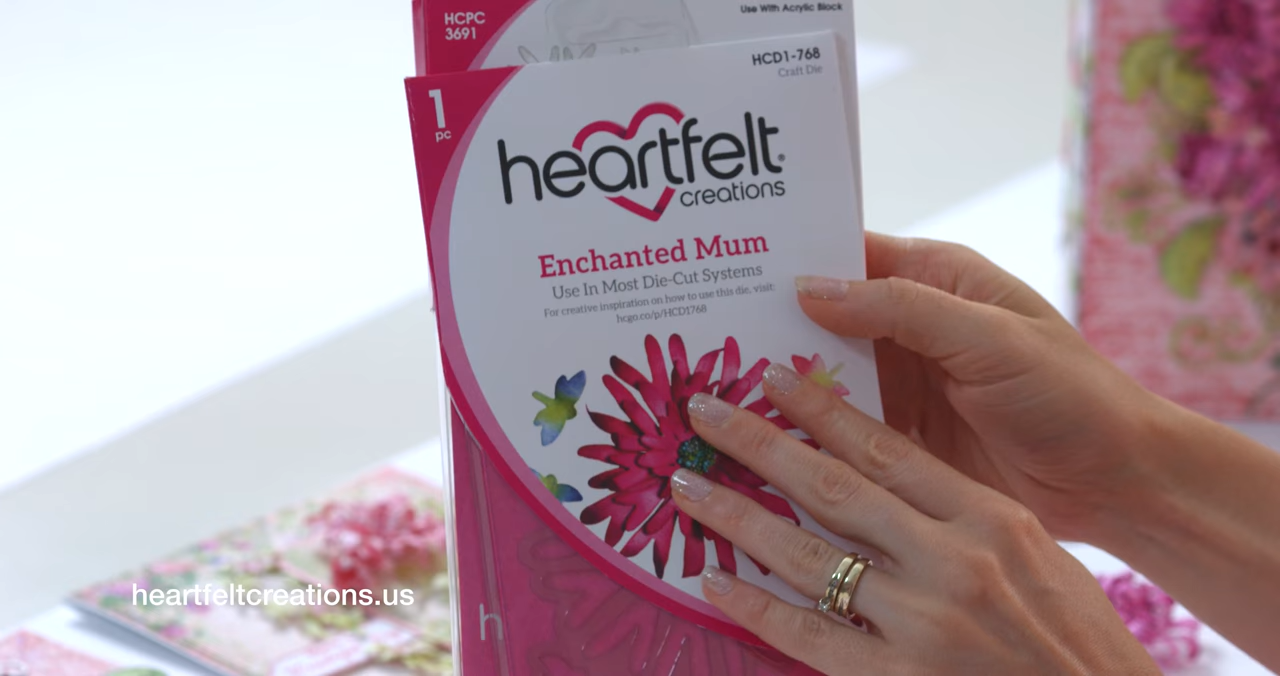 HCPC
3691
Use With Acrylic Block
HCD1-768
Craft Die
1
pc
heartfelt®
creations
Enchanted Mum
Use In Most Die-Cut Systems
For creative inspiration on how to use this die, visit:
hcgo.co/p/HCD1768
heartfeltcreations.us
h